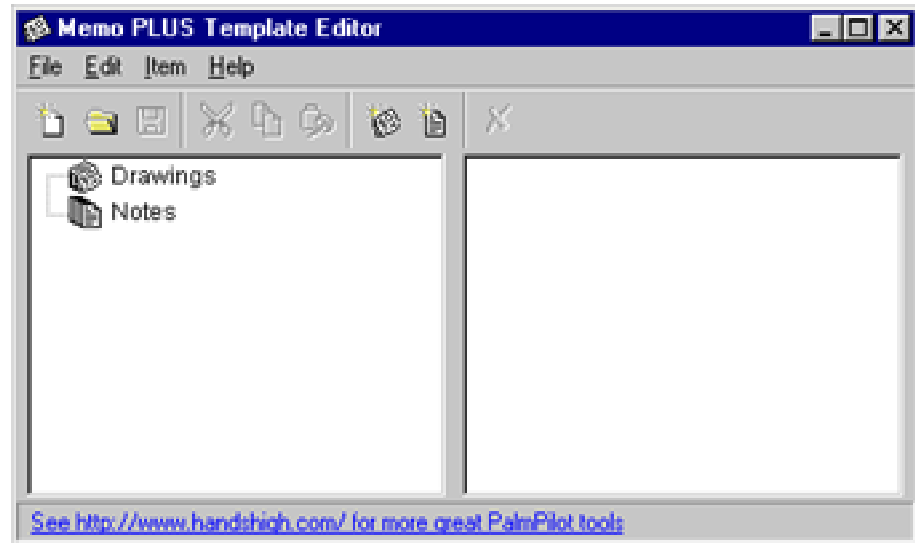 Memo PLUS Template Editor
File Edit Item Help
Drawings
Notes
See http://www.handshigh.com/ for more great PalmPilot tools